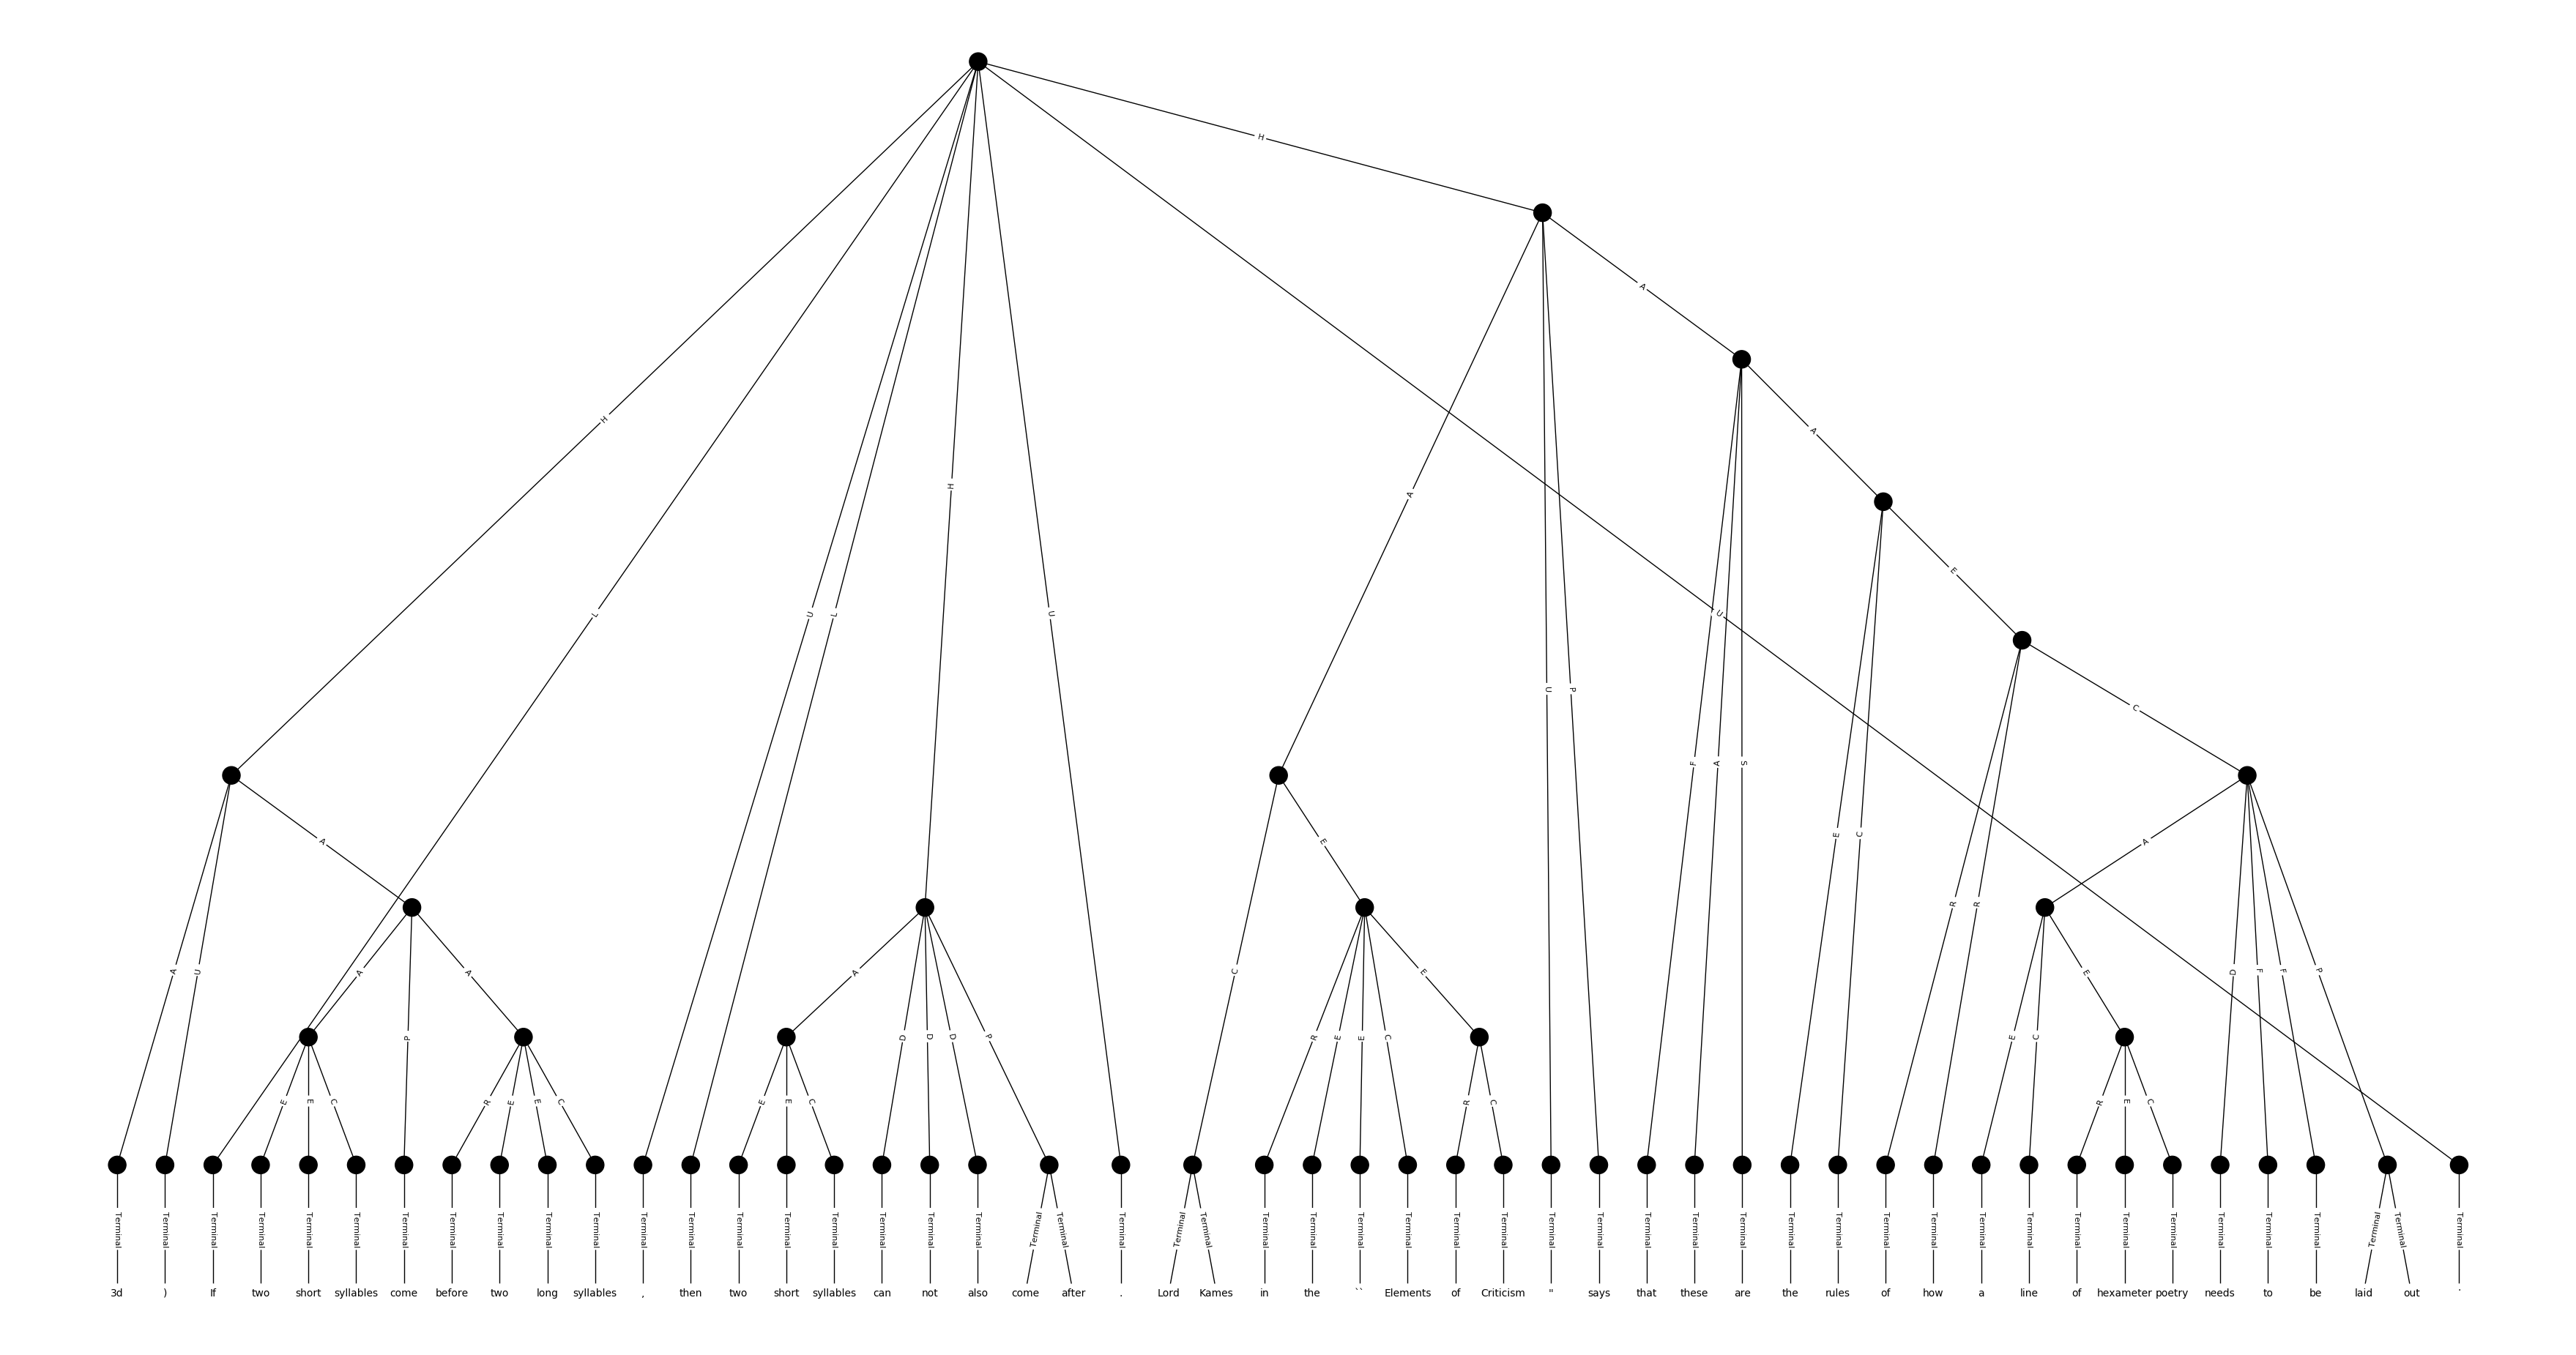 H
H
A
A
H
A
H
E
L
U
L
U
U
U
P
C
F
A
S
E
C
A
E
A
R
R
A
U
A
A
C
A
D
F
F
P
E
E
P
D
D
D
P
R
E
E
C
E
C
E
E
E
C
R
E
E
C
E
E
C
R
C
R
E
C
Terminal Terminal Terminal Terminal Terminal Terminal Terminal Terminal Terminal Terminal Terminal Terminal Terminal Terminal Terminal Terminal Terminal Terminal Terminal Terminal Terminal Terminal Terminal Terminal Terminal Terminal Terminal Terminal Terminal Terminal Terminal Terminal Terminal Terminal Terminal Terminal Terminal Terminal Terminal Terminal Terminal Terminal Terminal Terminal Terminal Terminal Terminal Terminal Terminal Terminal
3d ) If two short syllables come before two long syllables , then two short syllables can not also come after . Lord Kames in the `` Elements of Criticism " says that these are the rules of how a line of hexameter poetry needs to be laid out